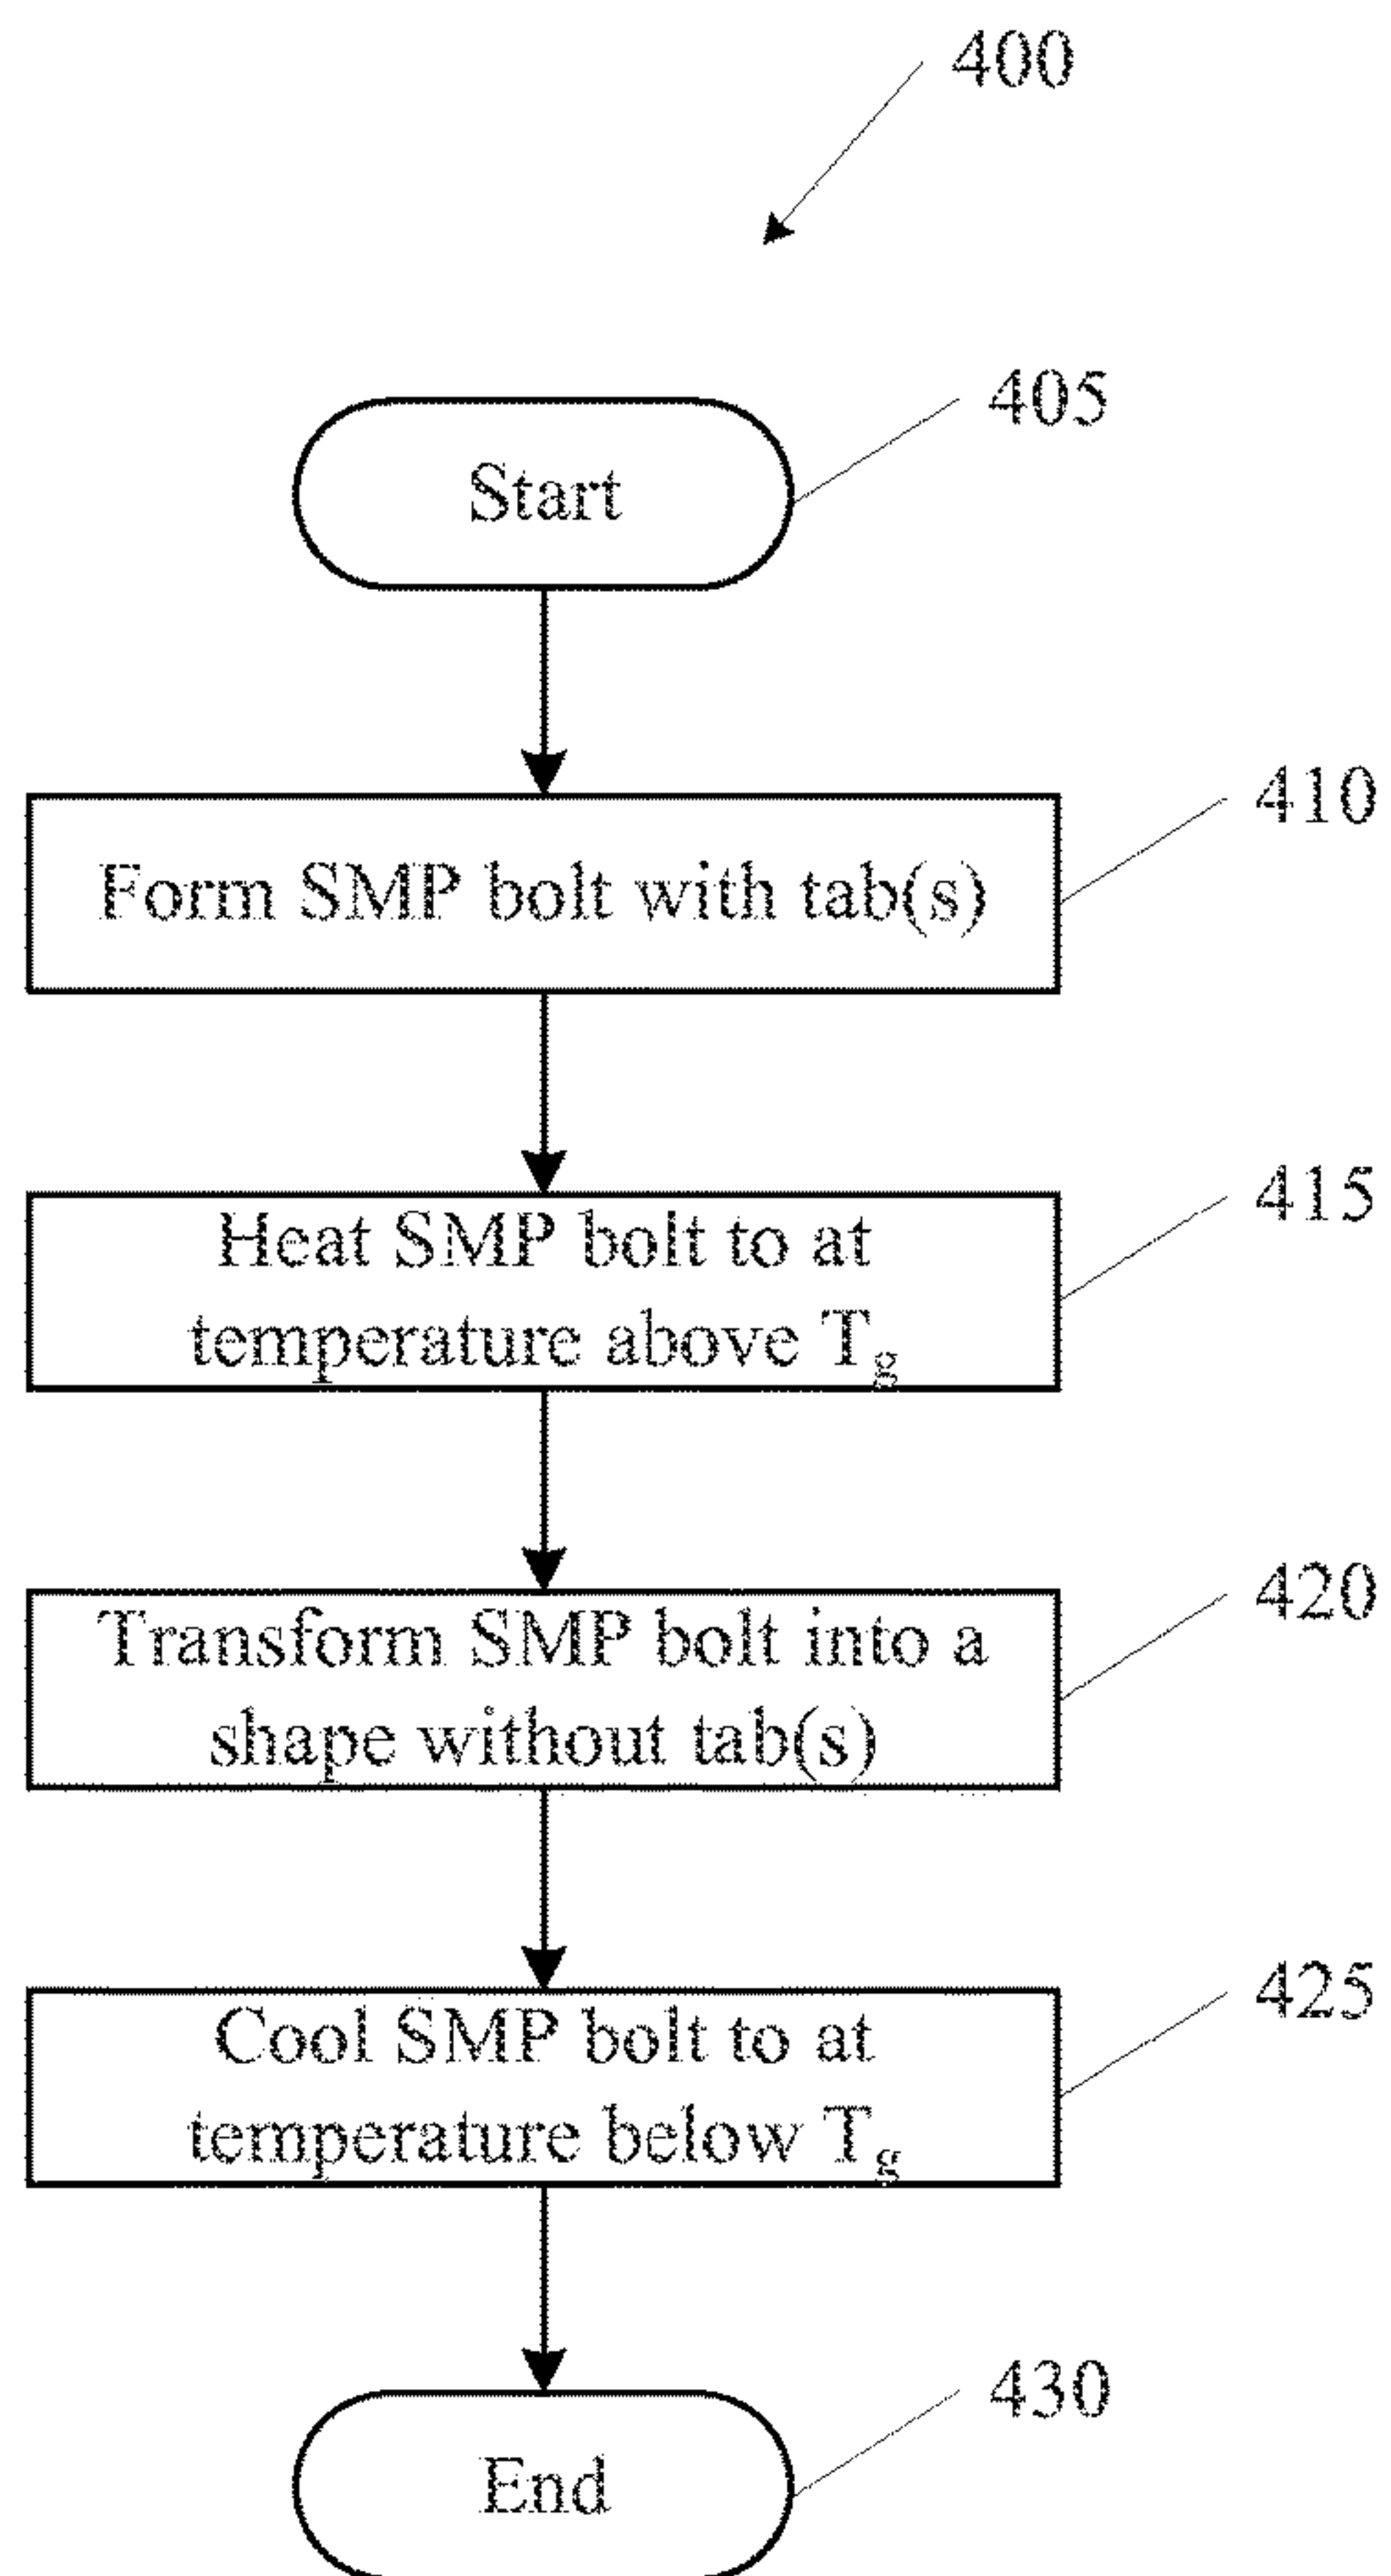 400
405
Start
410
Form SMP bolt with tab(s)
415
Heat SMP bolt to at
temperature above Tg
420
Transform SMP bolt into a
shape without tab(s)
425
Cool SMP bolt to at
temperature below Tg
430
End